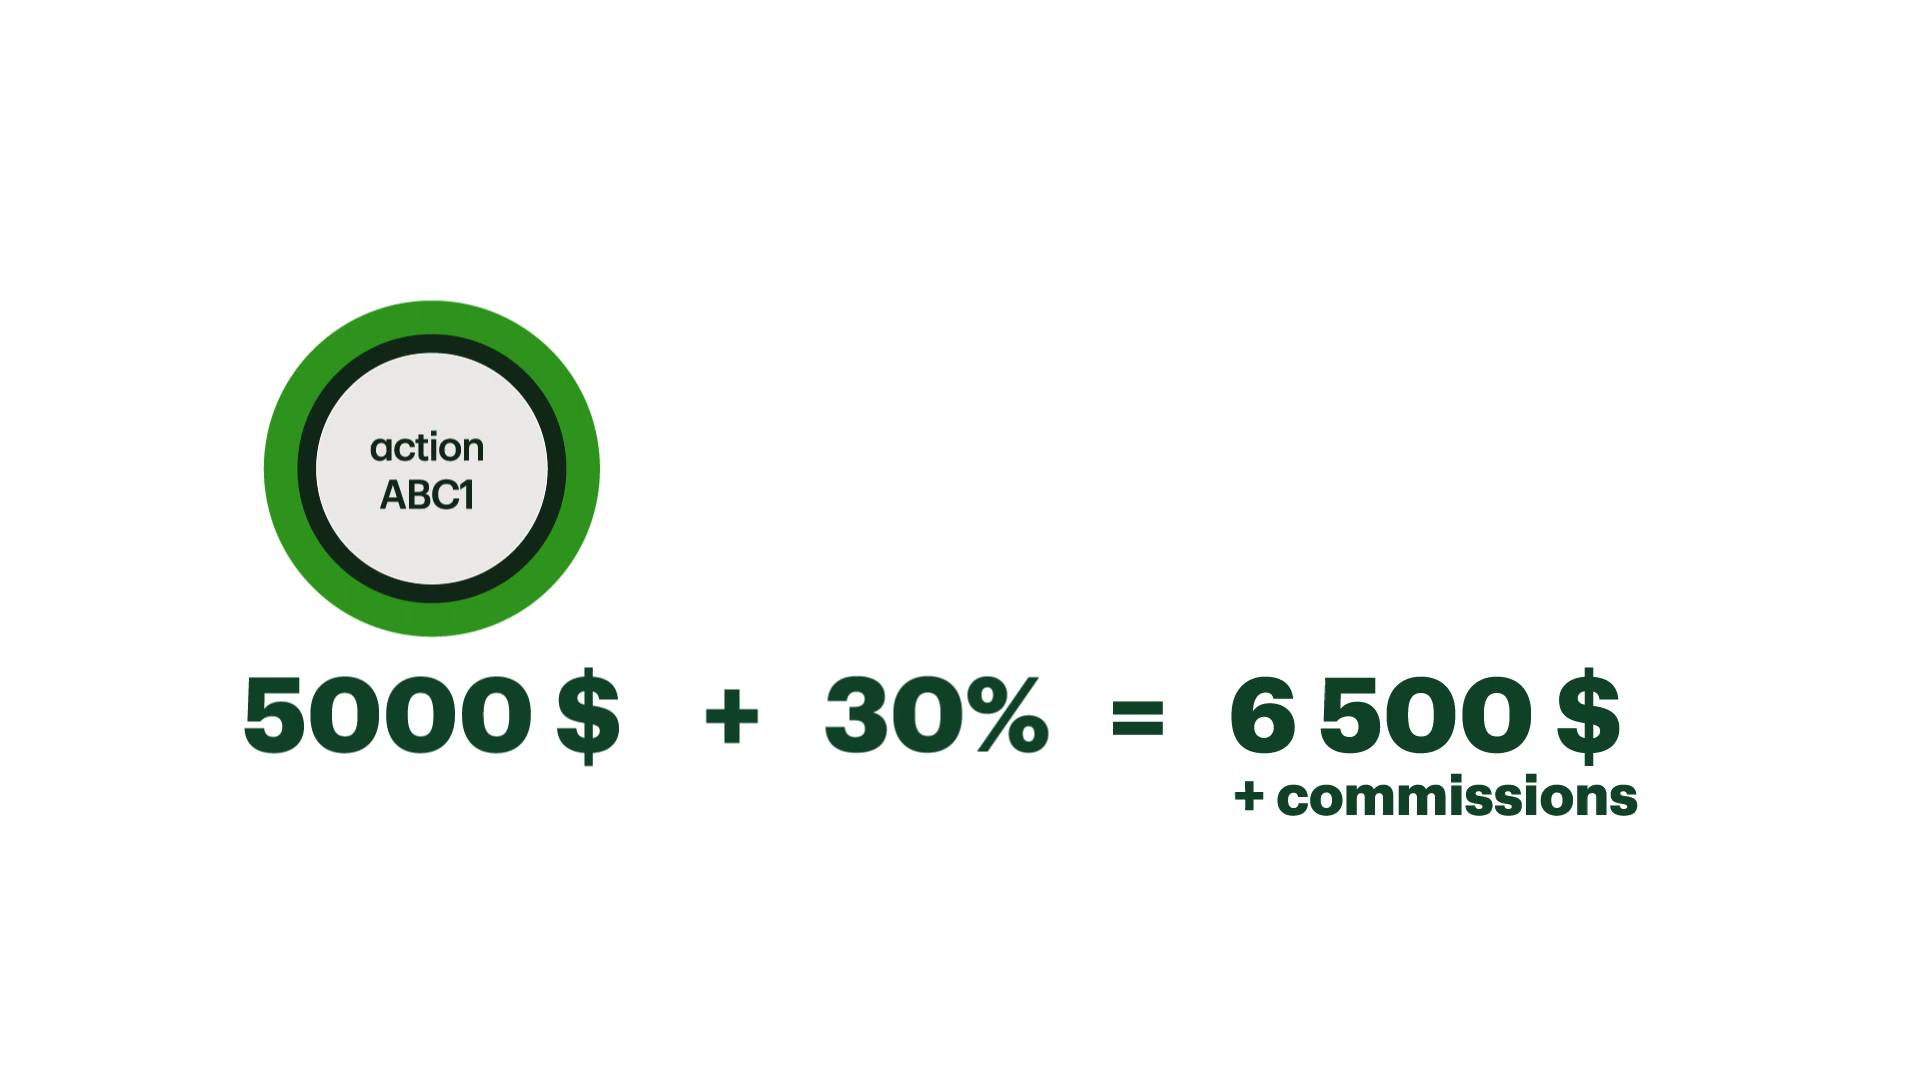 action
ABC1
5000 $ + 30% = 6 500 $
+ commissions